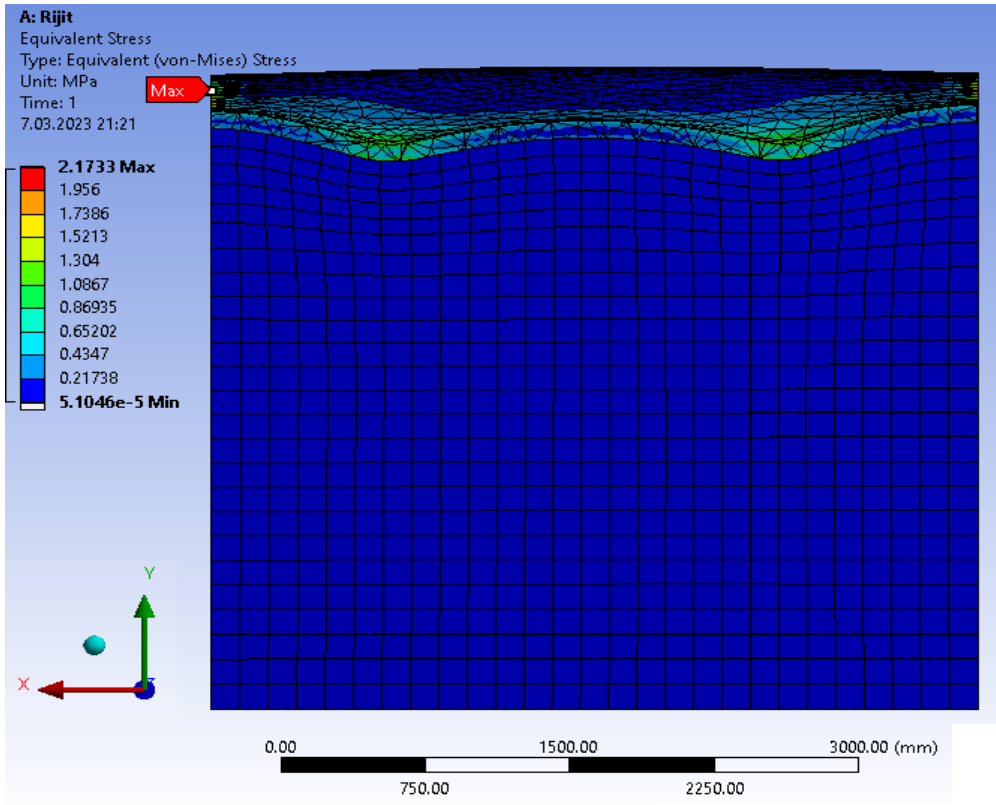 A: Rijit
Equivalent Stress
Type: Equivalent (von-Mises) Stress
Unit: MPa
Time: 1
7.03.2023 21:21
Max
2.1733 Max
1.956
1.7386
1.5213
1.304
1.0867
0.86935
0.65202
0.4347
0.21738
5.1046e-5 Min
Y
X
0.00 1500.00 3000.00 (mm)
750.00 2250.00